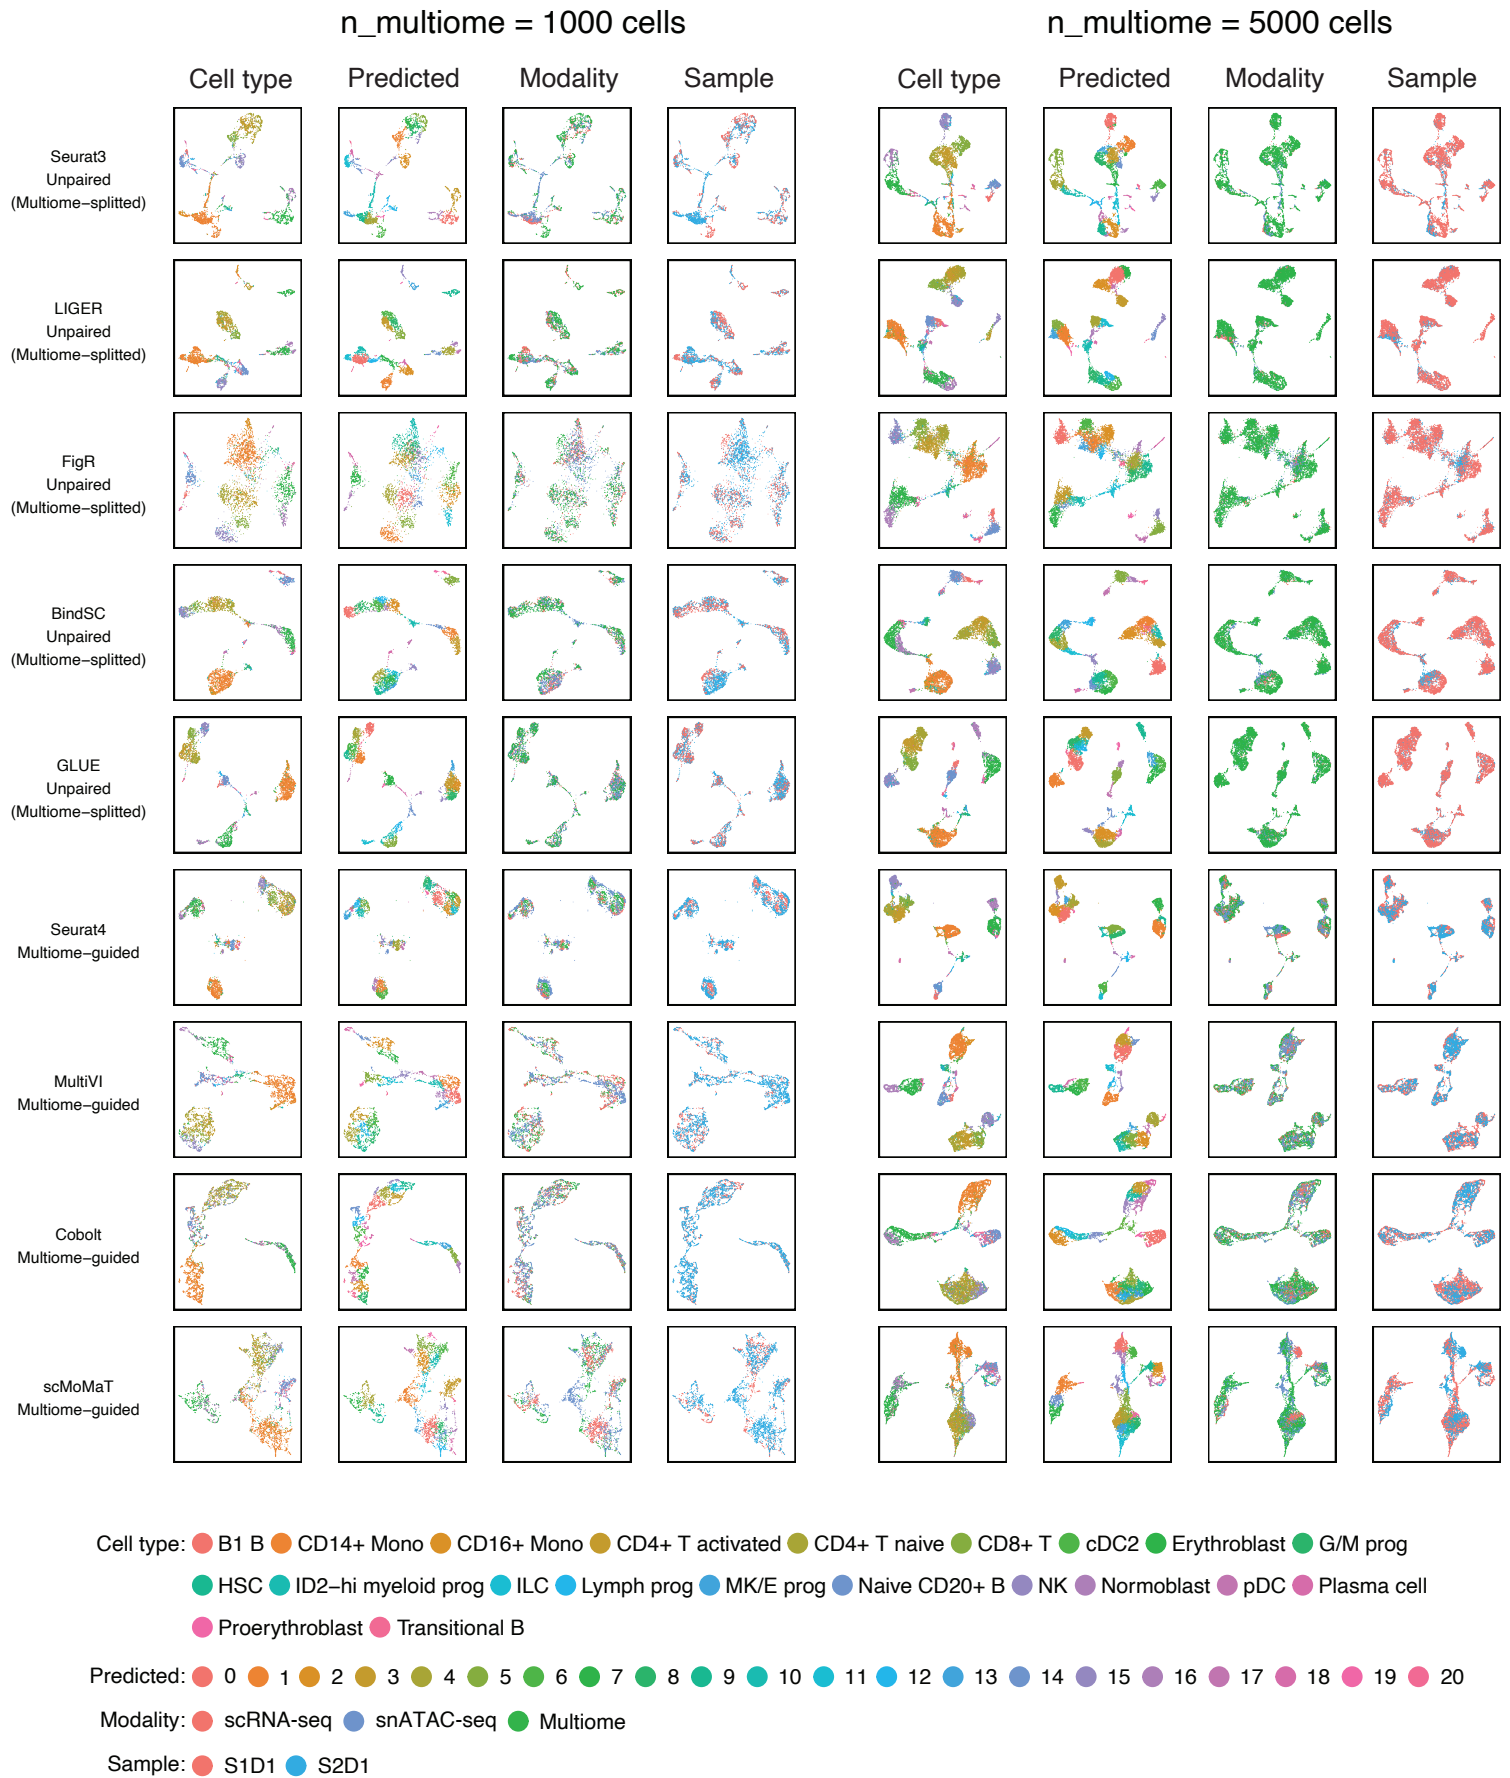 n_multiome = 1000 cells n_multiome = 5000 cells
Cell type Predicted Modality Sample Cell type Predicted Modality Sample
Seurat3
Unpaired
(Multiome−splitted)
LIGER
Unpaired
(Multiome−splitted)
FigR
Unpaired
(Multiome−splitted)
BindSC
Unpaired
(Multiome−splitted)
GLUE
Unpaired
(Multiome−splitted)
Seurat4
Multiome−guided
MultiVI
Multiome−guided
Cobolt
Multiome−guided
scMoMaT
Multiome−guided
Cell type: B1 B CD14+ Mono CD16+ Mono CD4+ T activated CD4+ T naive CD8+ T cDC2 Erythroblast G/M prog
HSC ID2−hi myeloid prog ILC Lymph prog MK/E prog Naive CD20+ B NK Normoblast pDC Plasma cell
Proerythroblast Transitional B
Predicted: 0 1 2 3 4 5 6 7 8 9 10 11 12 13 14 15 16 17 18 19 20
Modality: scRNA-seq snATAC-seq Multiome
Sample: S1D1 S2D1